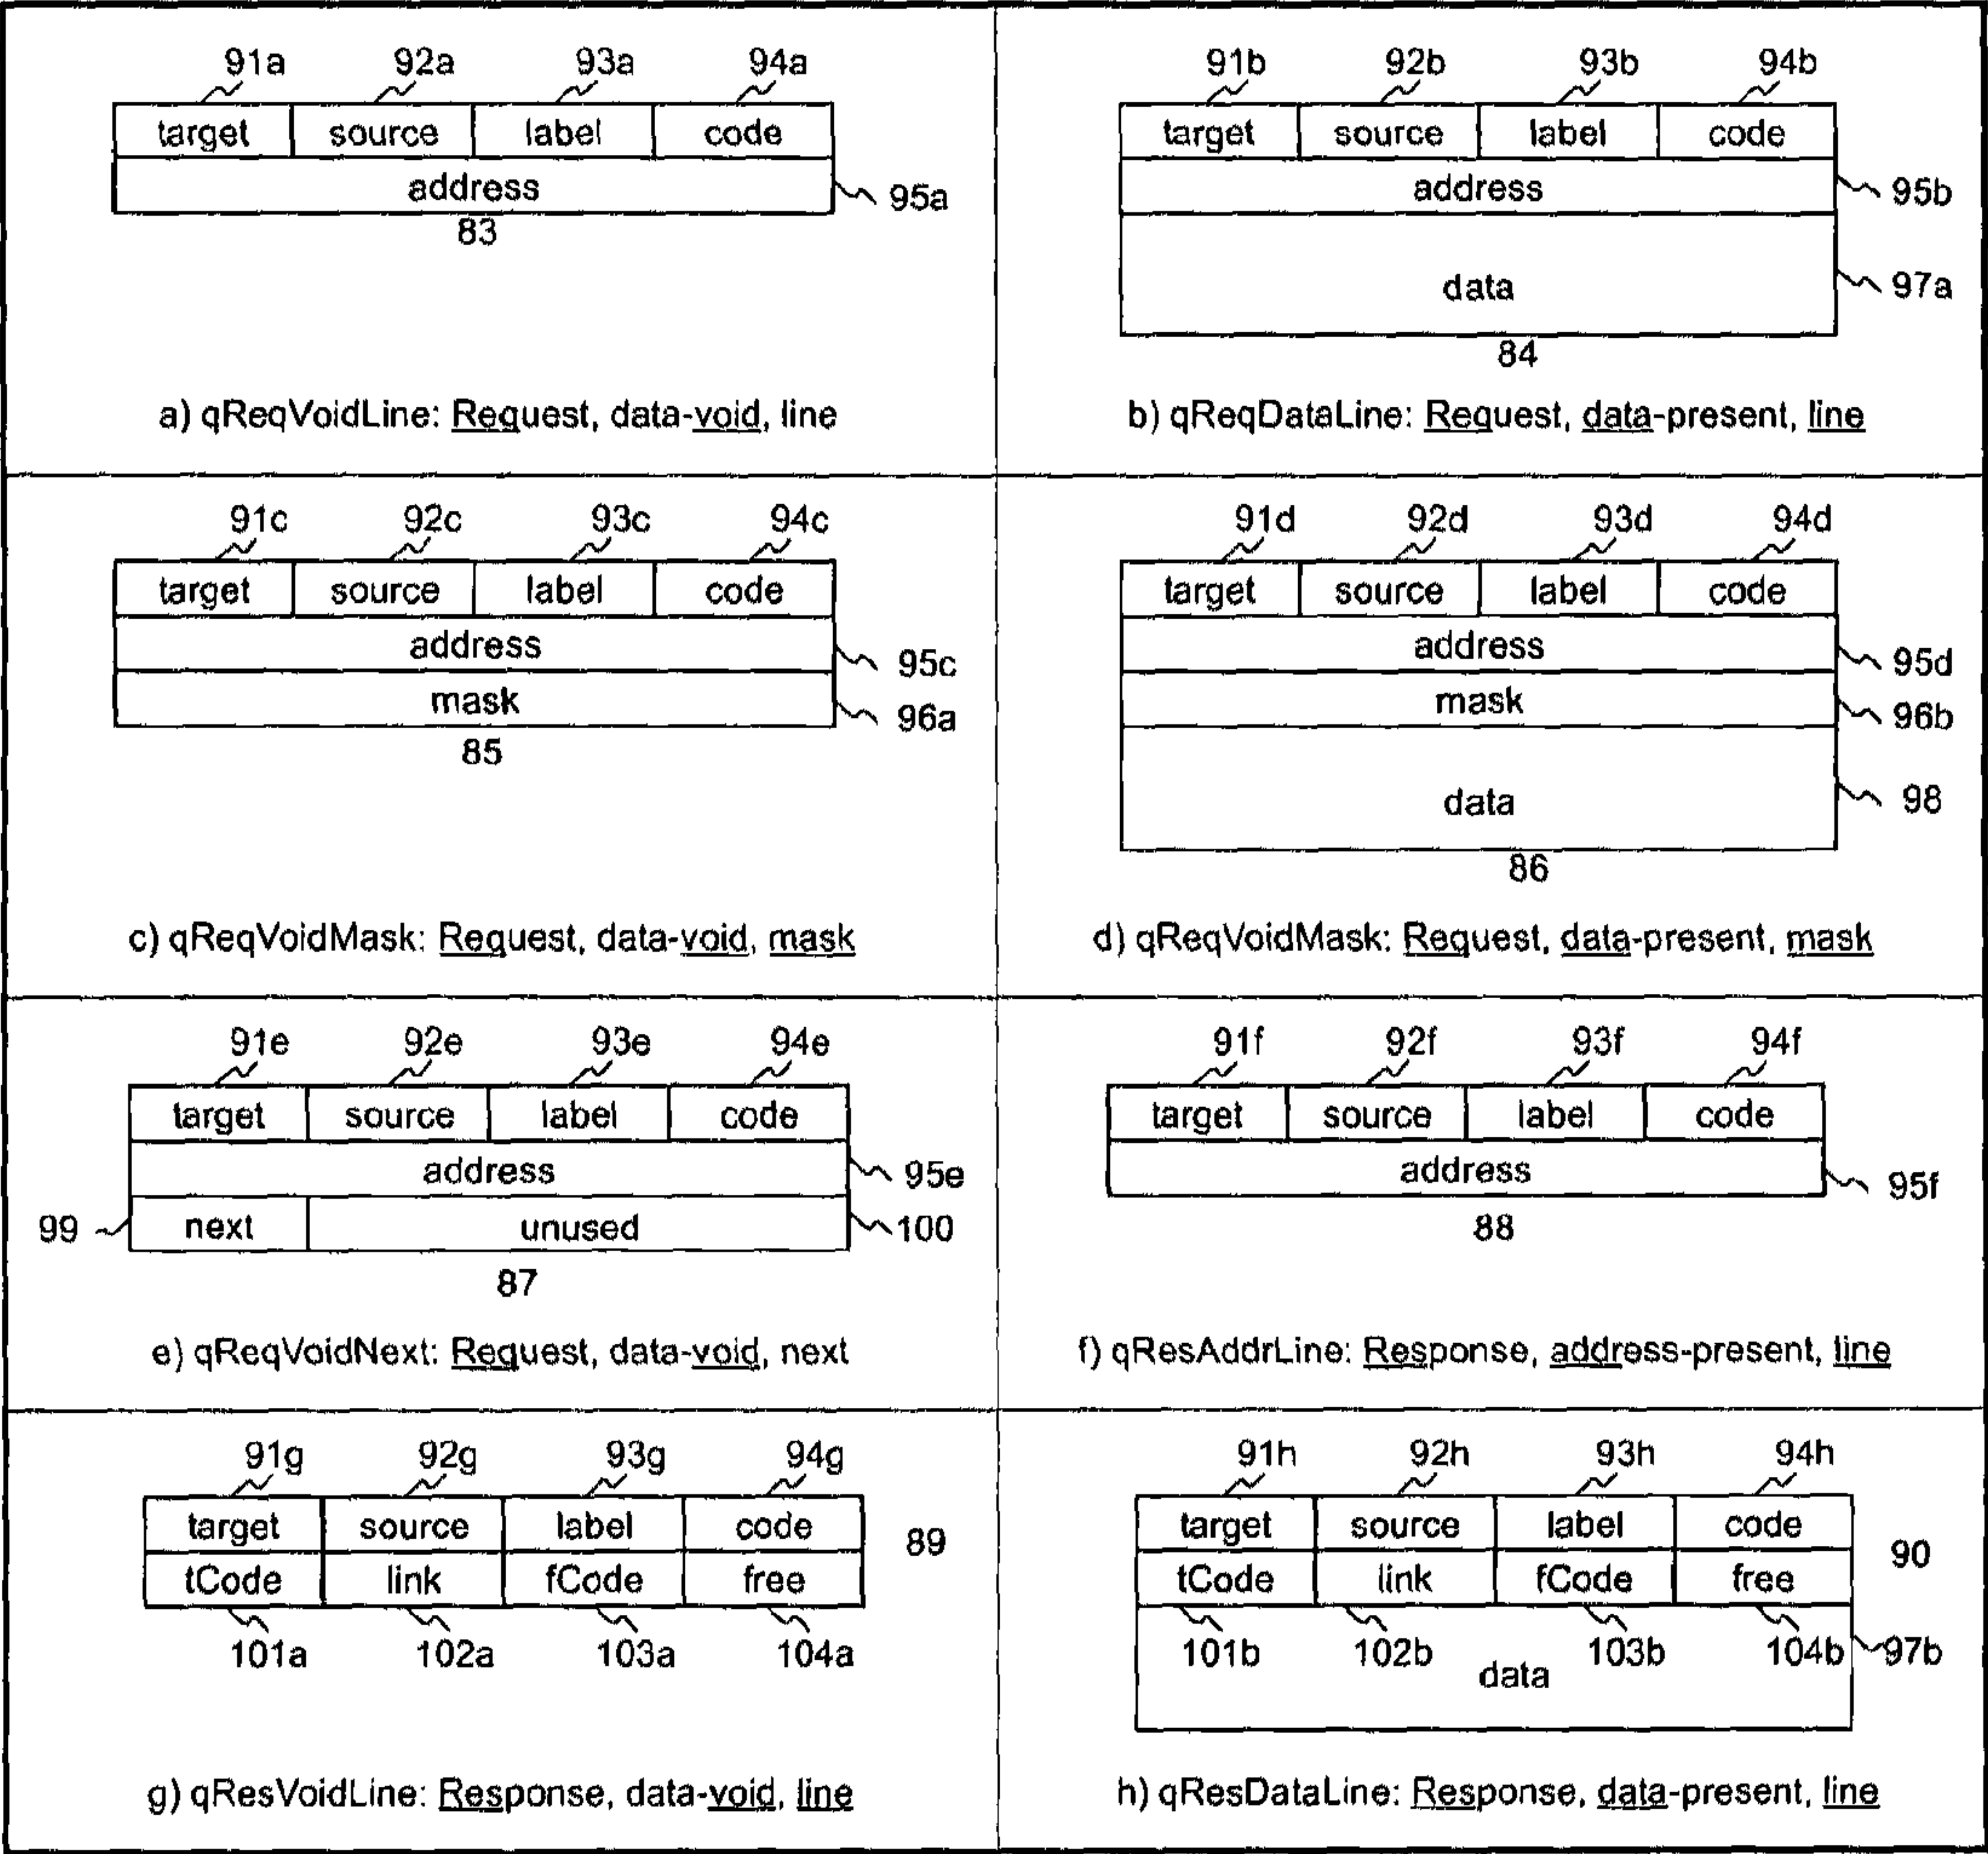 91a 92a 93a 94a
target source label code
address
95a
83
a) qReqVoidLine: Request, data-void, line
91b 92b 93b 94b
target source label code
address
95b
data
97a
84
b) qReqDataLine: Request, data-present, line
91c 92c 93c 94c
target source label code
address
95c
mask
96a
85
c) qReqVoidMask: Request, data-void, mask
91d 92d 93d 94d
target source label code
address
95d
mask
96b
data
98
86
d) qReqVoidMask: Request, data-present, mask
91e 92e 93e 94e
target source label code
address
95e
99 next unused 100
87
e) qReqVoidNext: Request, data-void, next
91f 92f 93f 94f
target source label code
address
95f
88
f) qResAddrLine: Response, address-present, line
91g 92g 93g 94g
target source label code
89
tCode link fCode free
101a 102a 103a 104a
g) qResVoidLine: Response, data-void, line
91h 92h 93h 94h
target source label code
90
tCode link fCode free
101b 102b 103b 104b 97b
data
h) qResDataLine: Response, data-present, line